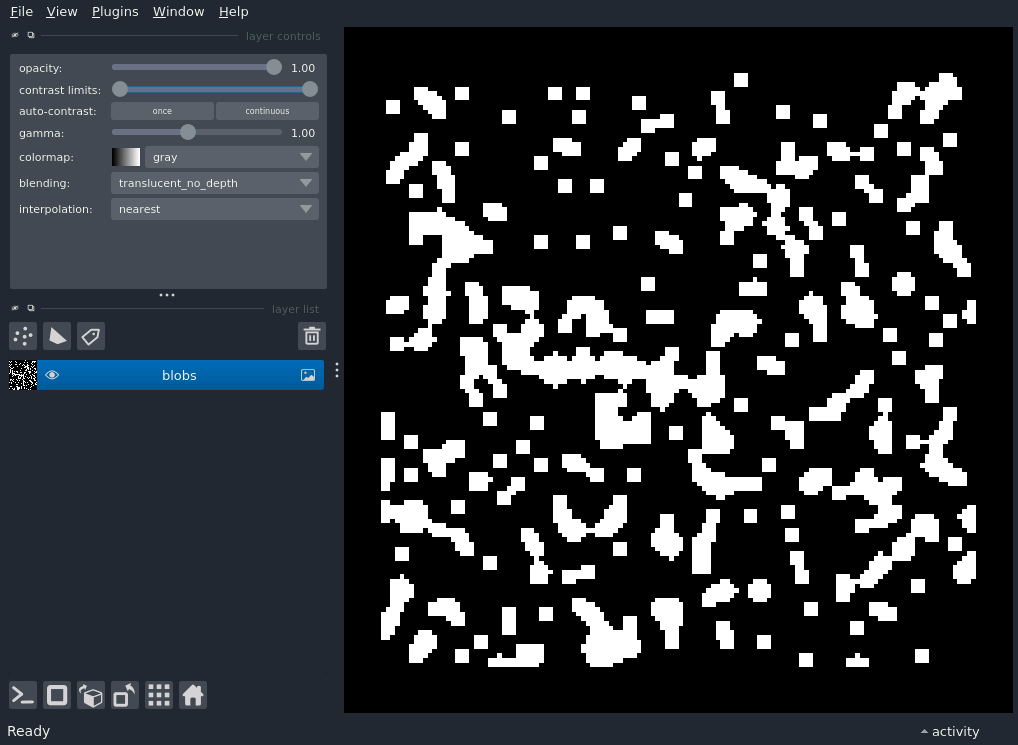 File View Plugins Window Help
layer controls
opacity: 1.00
contrast limits:
auto-contrast: once continuous
gamma: 1.00
colormap: gray
blending: translucent_no_depth
interpolation: nearest
layer list
blobs
Ready activity